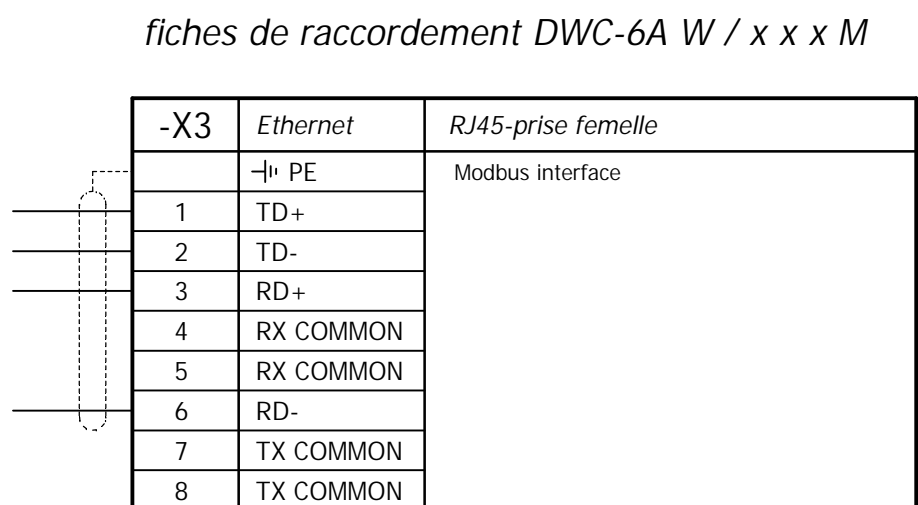 fiches de raccordement DWC-6A W / x x x M
-X3 Ethernet RJ45-prise femelle
PE Modbus interface
1 TD+
2 TD-
3 RD+
4 RX COMMON
5 RX COMMON
6 RD-
7 TX COMMON
8 TX COMMON